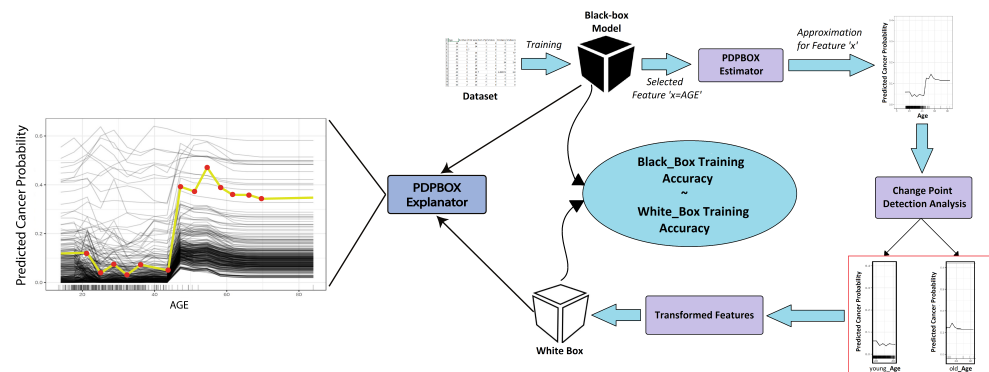 Black-box
Model
Training
Dataset
Selected
Feature 'x=AGE'
PDPBOX
Estimator
Approximation
for Feature 'x'
Predicted Cancer Probability
Age
Predicted Cancer Probability
0.6
0.4
0.2
0.0
20
40
60
80
AGE
PDPBOX
Explanator
Black_Box Training
Accuracy
~
White_Box Training
Accuracy
Change Point
Detection Analysis
Predicted Cancer Probability
young_Age
Predicted Cancer Probability
old_Age
Transformed Features
White Box